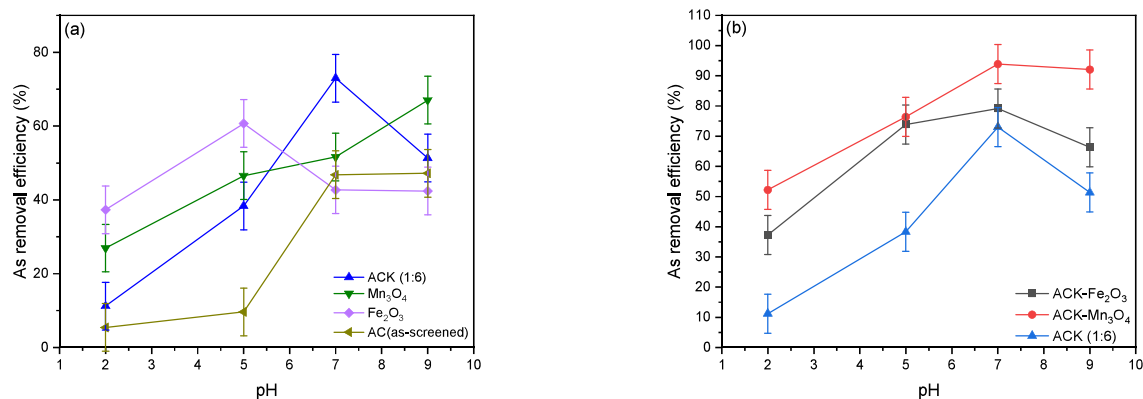 (a)
As removal efficiency (%)
80
60
40
20
0
1 2 3 4 5 6 7 8 9 10
pH
ACK (1:6)
Mn₃O₄
Fe₂O₃
AC(as-screened)
(b)
As removal efficiency (%)
110
100
90
80
70
60
50
40
30
20
10
0
1 2 3 4 5 6 7 8 9 10
pH
ACK-Fe₂O₃
ACK-Mn₃O₄
ACK (1:6)